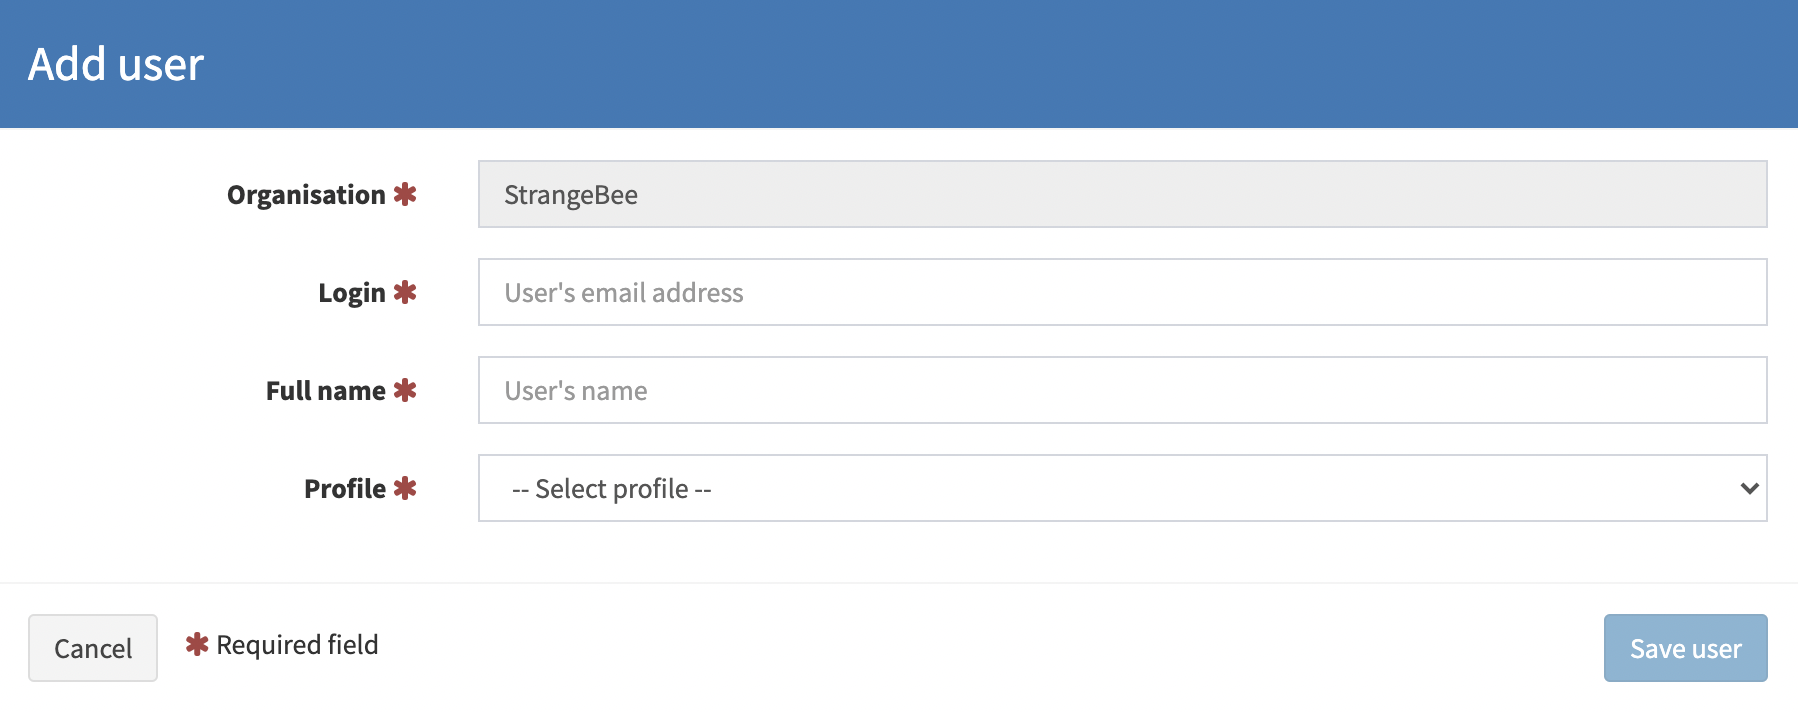 Add user
Organisation ✱ StrangeBee
Login ✱ User's email address
Full name ✱ User's name
Profile ✱ -- Select profile --
Cancel ✱ Required field Save user